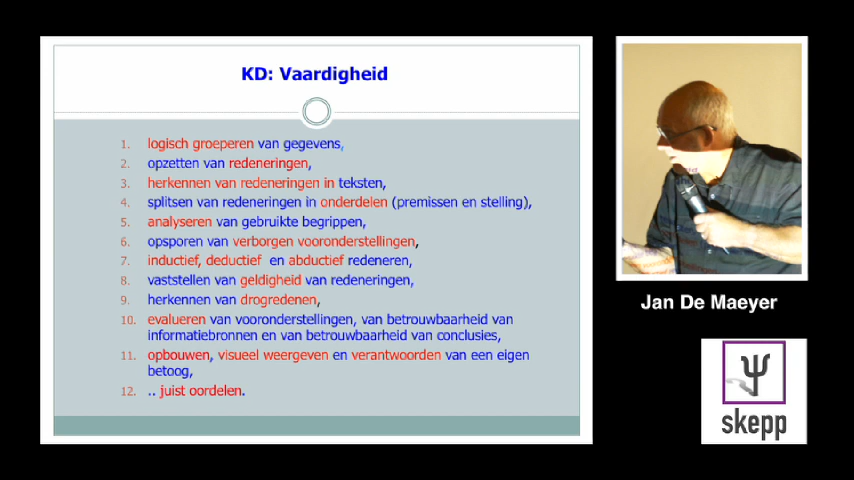 KD: Vaardigheid
1. logisch groeperen van gegevens,
2. opzetten van redeneringen,
3. herkennen van redeneringen in teksten,
4. splitsen van redeneringen in onderdelen (premissen en stelling),
5. analyseren van gebruikte begrippen,
6. opsporen van verborgen vooronderstellingen,
7. inductief, deductief en abductief redeneren,
8. vaststellen van geldigheid van redeneringen,
9. herkennen van drogredenen,
10. evalueren van vooronderstellingen, van betrouwbaarheid van
informatiebronnen en van betrouwbaarheid van conclusies,
11. opbouwen, visueel weergeven en verantwoorden van een eigen
betoog,
12. .. juist oordelen.
Jan De Maeyer
Ψ
skepp